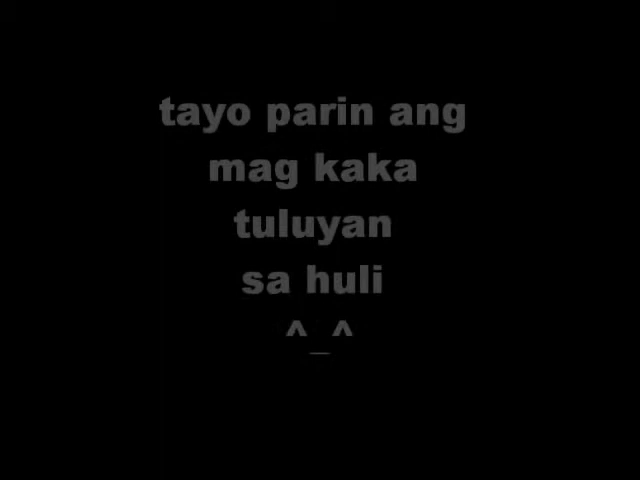 tayo parin ang
mag kaka
tuluyan
sa huli
^_^